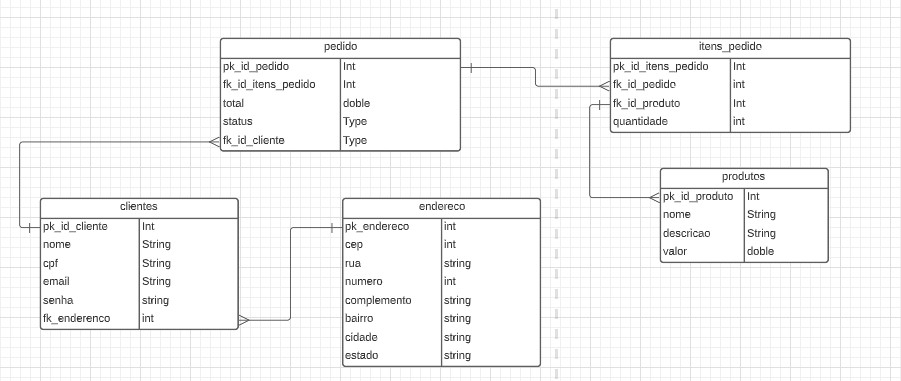 pedido
pk_id_pedido Int
fk_id_itens_pedido Int
total doble
status Type
fk_id_cliente Type
itens_pedido
pk_id_itens_pedido Int
fk_id_pedido int
fk_id_produto Int
quantidade int
produtos
pk_id_produto Int
nome String
descricao String
valor doble
clientes
pk_id_cliente Int
nome String
cpf String
email String
senha string
fk_enderenco int
endereco
pk_endereco int
cep int
rua string
numero int
complemento string
bairro string
cidade string
estado string